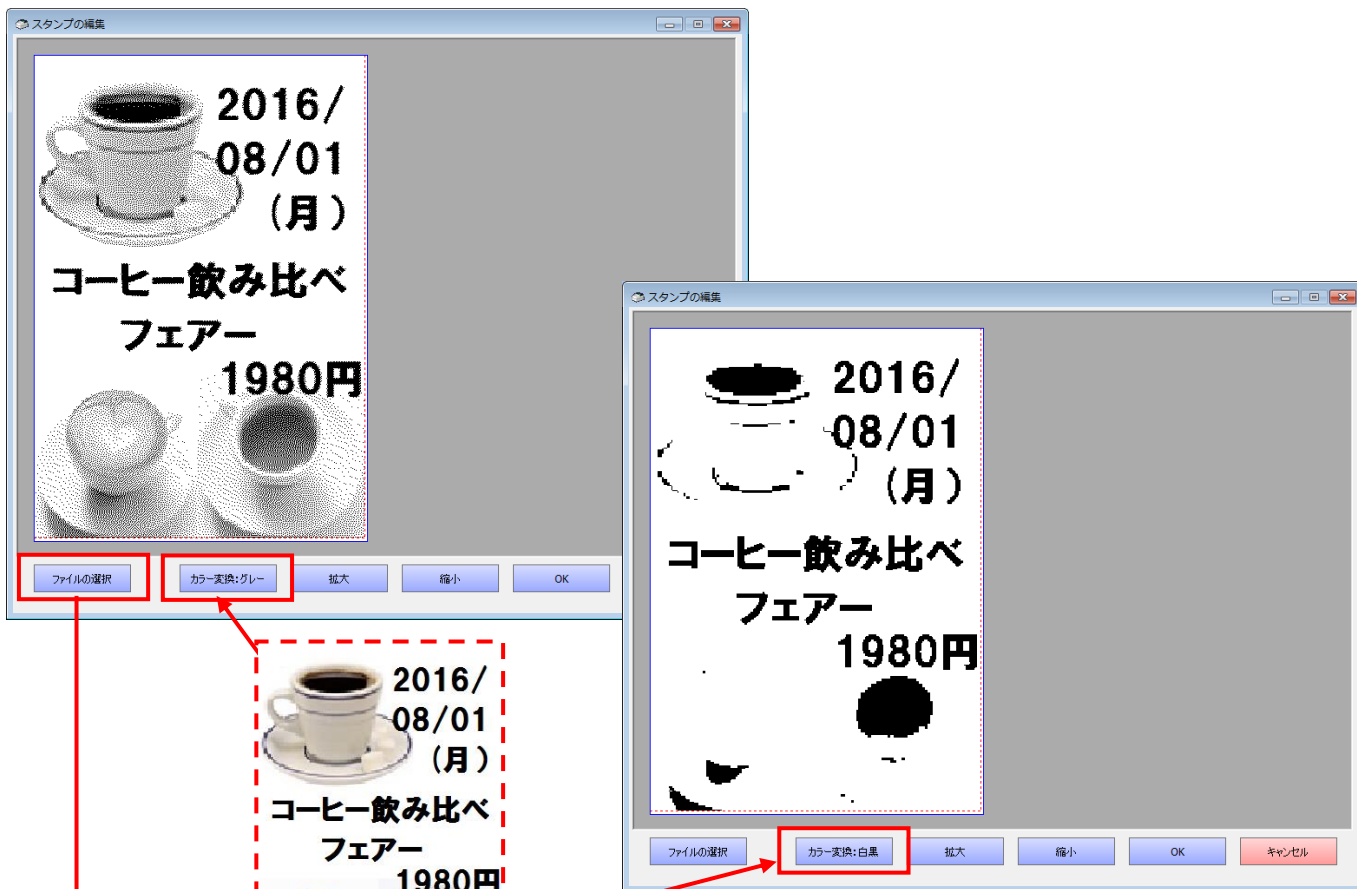 スタンプの編集
2016/
08/01
(月)
コーヒー飲み比べ
フェアー
1980円
ファイルの選択
カラー変換:グレー
拡大
縮小
OK
スタンプの編集
2016/
08/01
(月)
コーヒー飲み比べ
フェアー
1980円
ファイルの選択
カラー変換:白黒
拡大
縮小
OK
キャンセル
2016/
08/01
(月)
コーヒー飲み比べ
フェアー
1980円